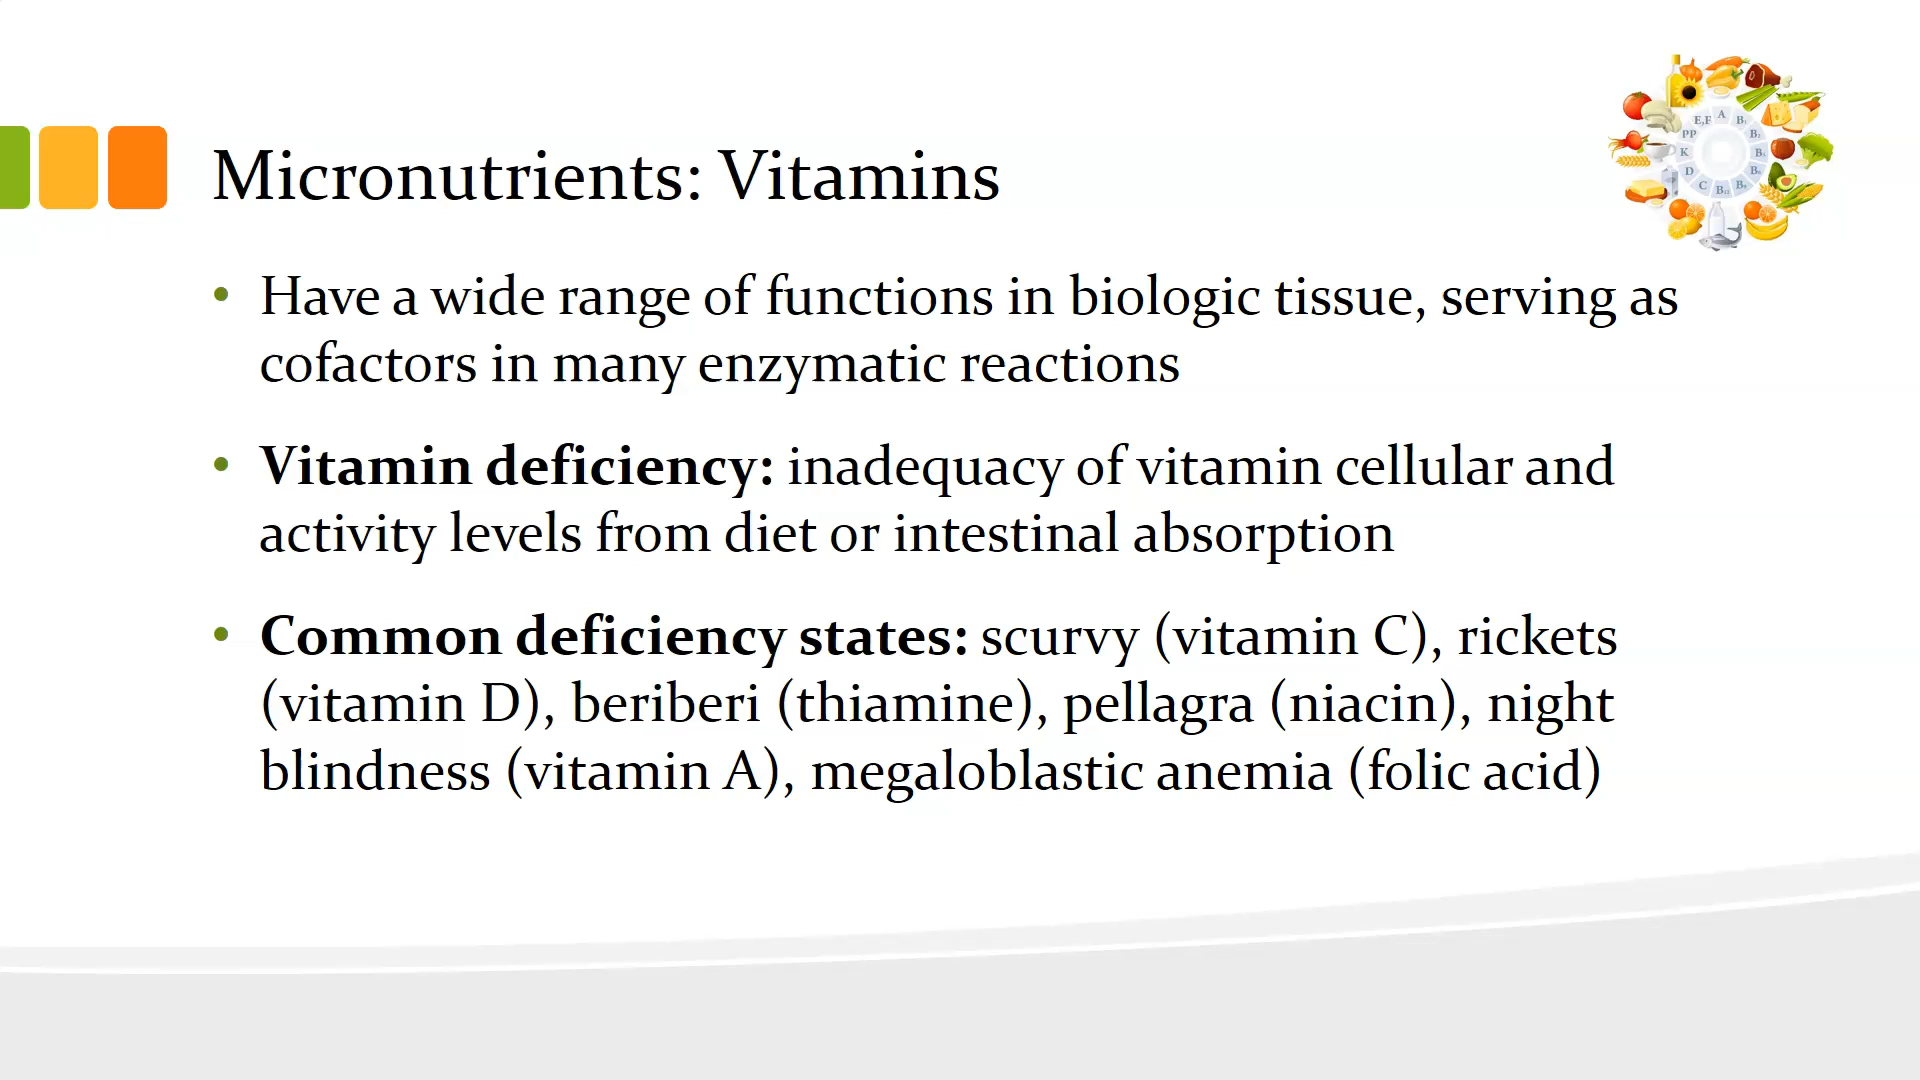 Micronutrients: Vitamins
• Have a wide range of functions in biologic tissue, serving as
cofactors in many enzymatic reactions
• Vitamin deficiency: inadequacy of vitamin cellular and
activity levels from diet or intestinal absorption
• Common deficiency states: scurvy (vitamin C), rickets
(vitamin D), beriberi (thiamine), pellagra (niacin), night
blindness (vitamin A), megaloblastic anemia (folic acid)
A
D
C
B₁₂
K
PP
E,F